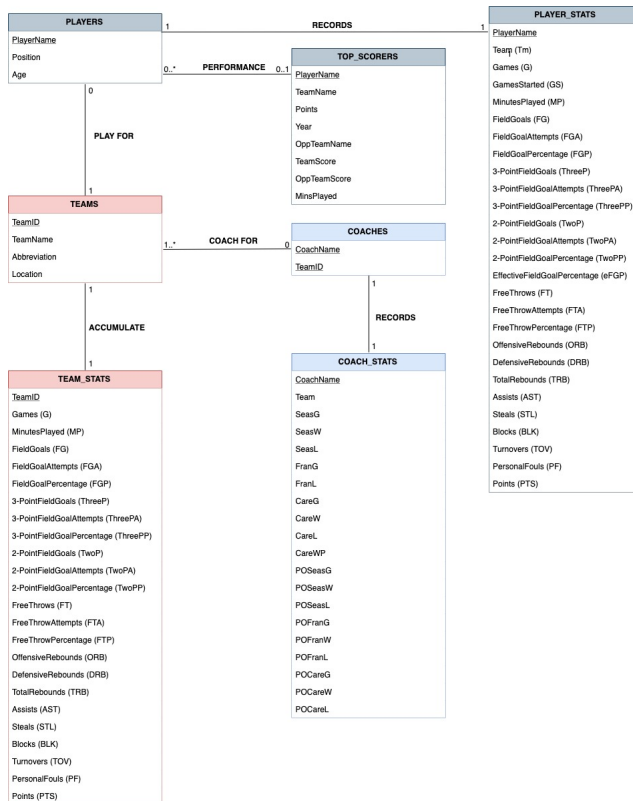 PLAYERS
PlayerName
Position
Age
1
RECORDS
1
0..*
PERFORMANCE
0..1
0
PLAY FOR
1
TOP_SCORERS
PlayerName
TeamName
Points
Year
OppTeamName
TeamScore
OppTeamScore
MinsPlayed
PLAYER_STATS
PlayerName
Team (Tm)
Games (G)
GamesStarted (GS)
MinutesPlayed (MP)
FieldGoals (FG)
FieldGoalAttempts (FGA)
FieldGoalPercentage (FGP)
3-PointFieldGoals (ThreeP)
3-PointFieldGoalAttempts (ThreePA)
3-PointFieldGoalPercentage (ThreePP)
2-PointFieldGoals (TwoP)
2-PointFieldGoalAttempts (TwoPA)
2-PointFieldGoalPercentage (TwoPP)
EffectiveFieldGoalPercentage (eFGP)
FreeThrows (FT)
FreeThrowAttempts (FTA)
FreeThrowPercentage (FTP)
OffensiveRebounds (ORB)
DefensiveRebounds (DRB)
TotalRebounds (TRB)
Assists (AST)
Steals (STL)
Blocks (BLK)
Turnovers (TOV)
PersonalFouls (PF)
Points (PTS)
TEAMS
TeamID
TeamName
Abbreviation
Location
1..*
COACH FOR
0
COACHES
CoachName
TeamID
1
RECORDS
1
1
ACCUMULATE
1
TEAM_STATS
TeamID
Games (G)
MinutesPlayed (MP)
FieldGoals (FG)
FieldGoalAttempts (FGA)
FieldGoalPercentage (FGP)
3-PointFieldGoals (ThreeP)
3-PointFieldGoalAttempts (ThreePA)
3-PointFieldGoalPercentage (ThreePP)
2-PointFieldGoals (TwoP)
2-PointFieldGoalAttempts (TwoPA)
2-PointFieldGoalPercentage (TwoPP)
FreeThrows (FT)
FreeThrowAttempts (FTA)
FreeThrowPercentage (FTP)
OffensiveRebounds (ORB)
DefensiveRebounds (DRB)
TotalRebounds (TRB)
Assists (AST)
Steals (STL)
Blocks (BLK)
Turnovers (TOV)
PersonalFouls (PF)
Points (PTS)
COACH_STATS
CoachName
Team
SeasG
SeasW
SeasL
FranG
FranL
CareG
CareW
CareL
CareWP
POSeasG
POSeasW
POSeasL
POFranG
POFranW
POFranL
POCareG
POCareW
POCareL